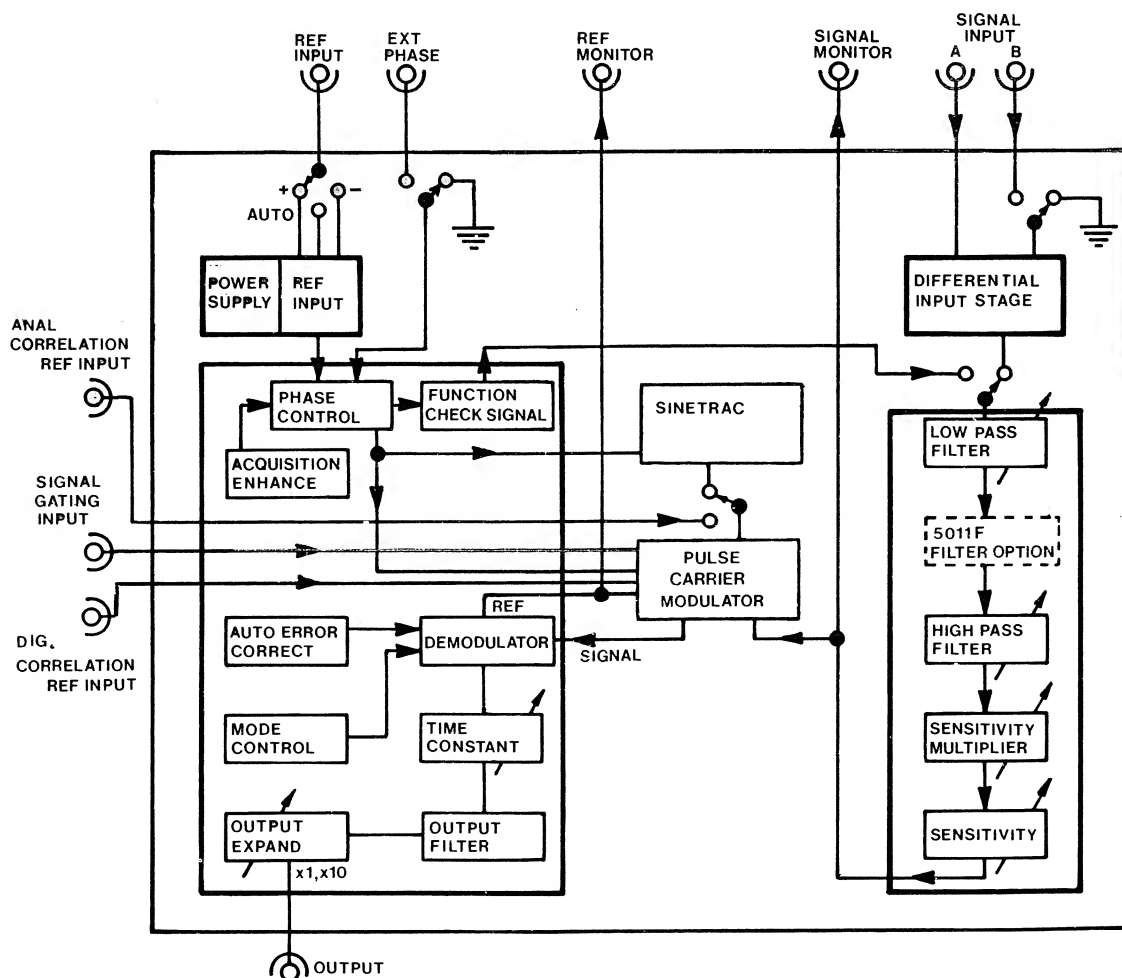 REF
INPUT
EXT
PHASE
REF
MONITOR
SIGNAL
MONITOR
SIGNAL
INPUT
A
B
+
-
AUTO
POWER
SUPPLY
REF
INPUT
DIFFERENTIAL
INPUT STAGE
ANAL
CORRELATION
REF INPUT
PHASE
CONTROL
FUNCTION
CHECK SIGNAL
SINETRAC
LOW PASS
FILTER
ACQUISITION
ENHANCE
SIGNAL
GATING
INPUT
5011F
FILTER OPTION
PULSE
CARRIER
MODULATOR
REF
AUTO ERROR
CORRECT
DEMODULATOR
SIGNAL
HIGH PASS
FILTER
DIG.
CORRELATION
REF INPUT
MODE
CONTROL
TIME
CONSTANT
SENSITIVITY
MULTIPLIER
OUTPUT
EXPAND
OUTPUT
FILTER
SENSITIVITY
x1,x10
OUTPUT